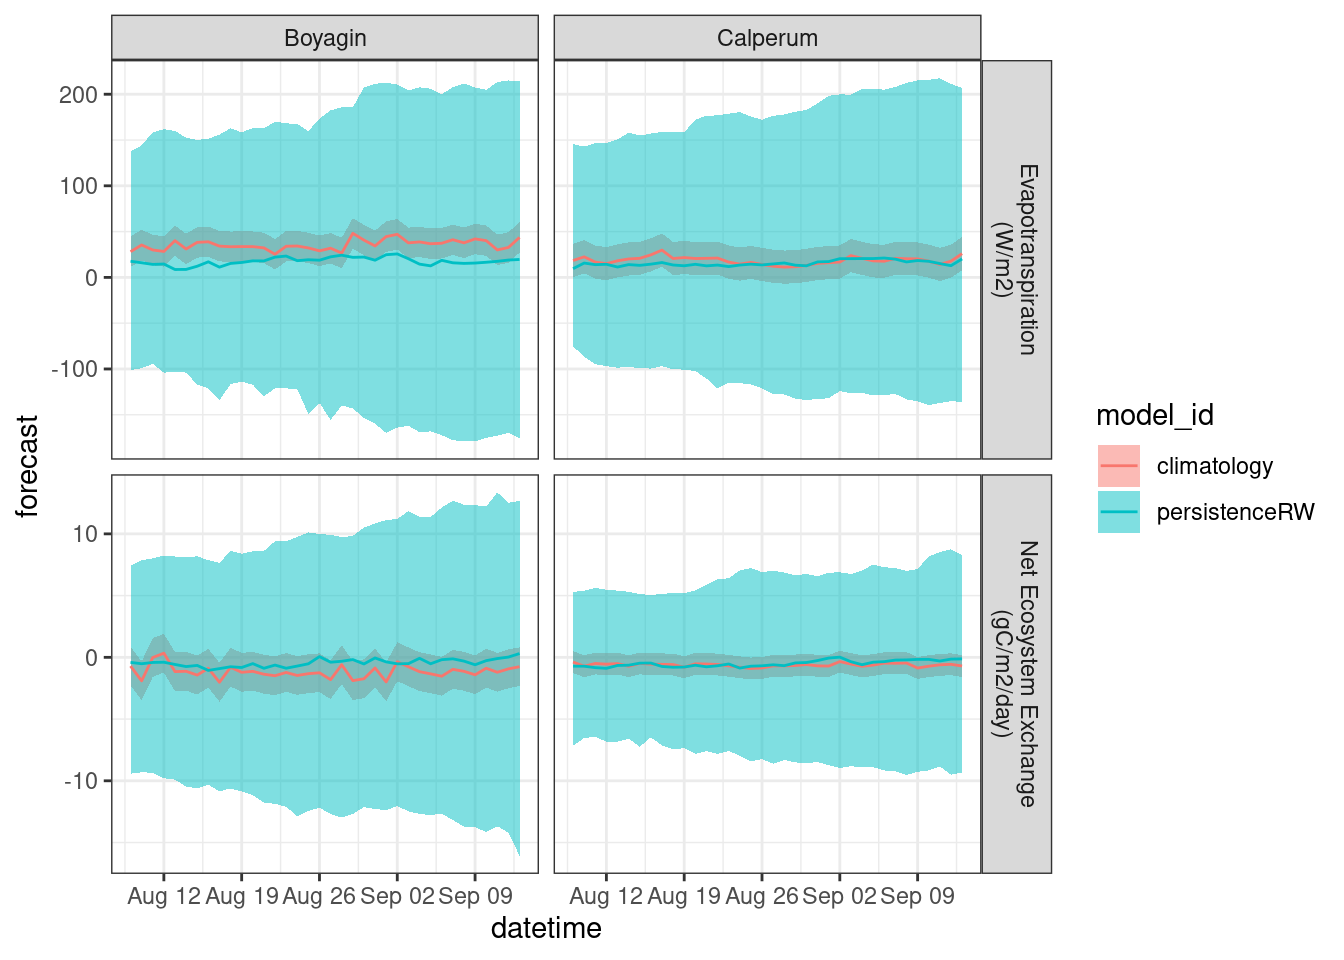 Boyagin
Calperum
200
100
0
-100
Evapotranspiration
(W/m2)
10
0
-10
Net Ecosystem Exchange
(gC/m2/day)
Aug 12 Aug 19 Aug 26 Sep 02 Sep 09
Aug 12 Aug 19 Aug 26 Sep 02 Sep 09
datetime
forecast
model_id
climatology
persistenceRW